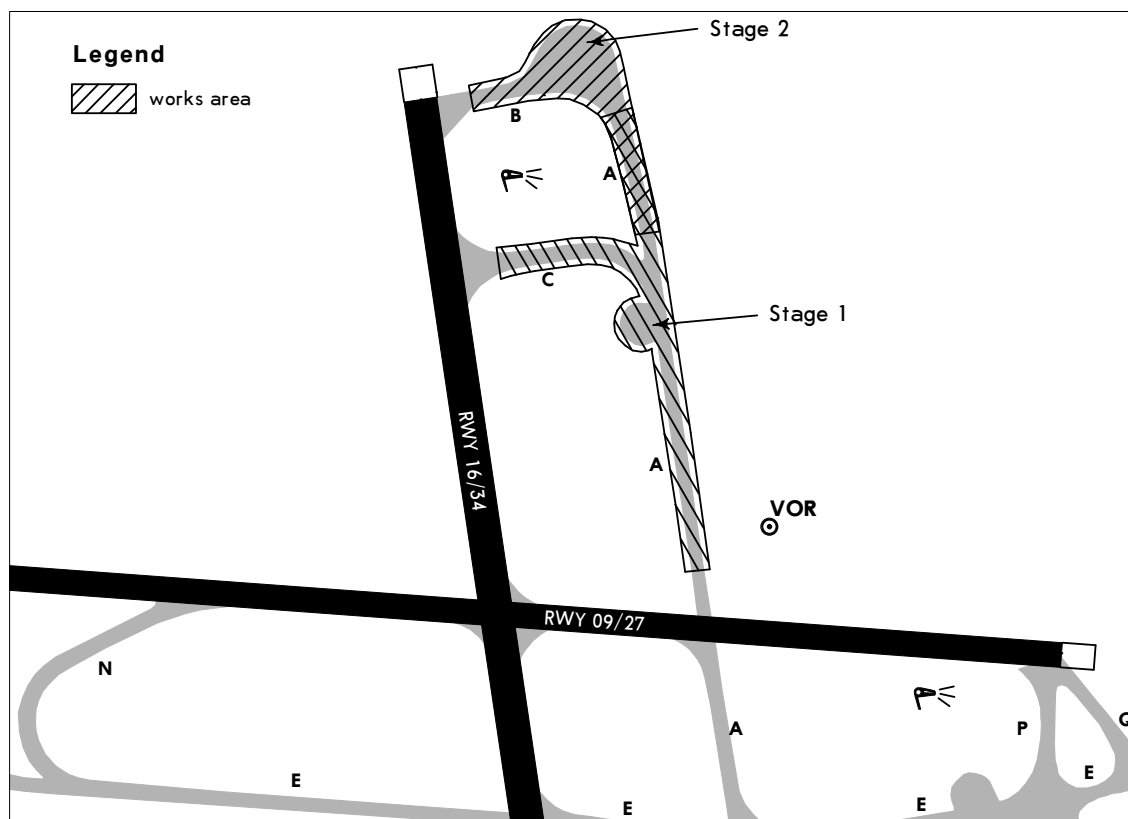 Stage 2
Legend
works area
B
A
C
Stage 1
RWY 16/34
A
VOR
RWY 09/27
N
A
P
E
E
E
E